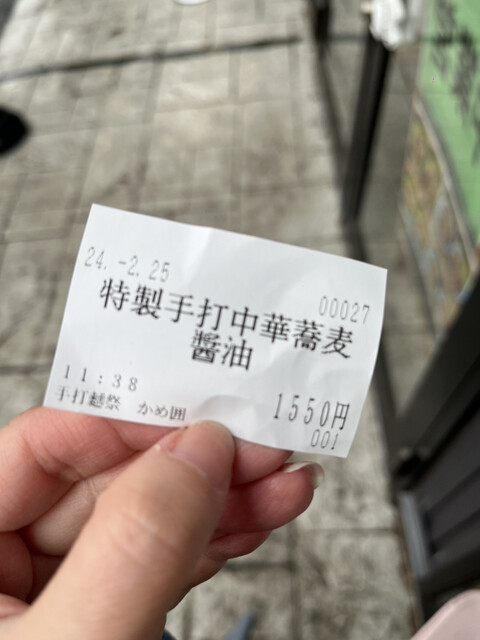 24.-2.25
00027
特製手打中華蕎麦
醤油
11:38
1550円
手打麺祭 かめ囲
001